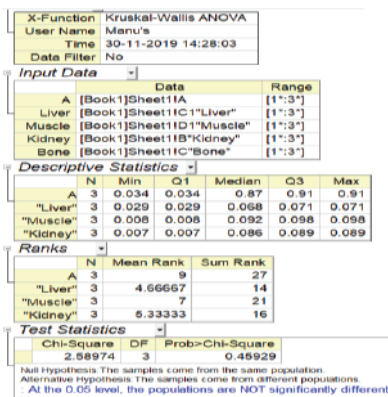 X-Function Kruskal-Wallis ANOVA
User Name Manu's
Time 30-11-2019 14:28:03
Data Filter No
Input Data
Data Range
A [Book1]Sheet1!A [1*:3*]
Liver [Book1]Sheet1!C1"Liver" [1*:3*]
Muscle [Book1]Sheet1!D1"Muscle" [1*:3*]
Kidney [Book1]Sheet1!B"Kidney" [1*:3*]
Bone [Book1]Sheet1!C"Bone" [1*:3*]
Descriptive Statistics
N Min Q1 Median Q3 Max
A 3 0.034 0.034 0.87 0.91 0.91
"Liver" 3 0.029 0.029 0.068 0.071 0.071
"Muscle" 3 0.008 0.008 0.092 0.098 0.098
"Kidney" 3 0.007 0.007 0.086 0.089 0.089
Ranks
N Mean Rank Sum Rank
A 3 9 27
"Liver" 3 4.66667 14
"Muscle" 3 7 21
"Kidney" 3 5.33333 16
Test Statistics
Chi-Square DF Prob>Chi-Square
2.58974 3 0.45929
Null Hypothesis:The samples come from the same population.
Alternative Hypothesis:The samples come from different populations.
: At the 0.05 level, the populations are NOT significantly different